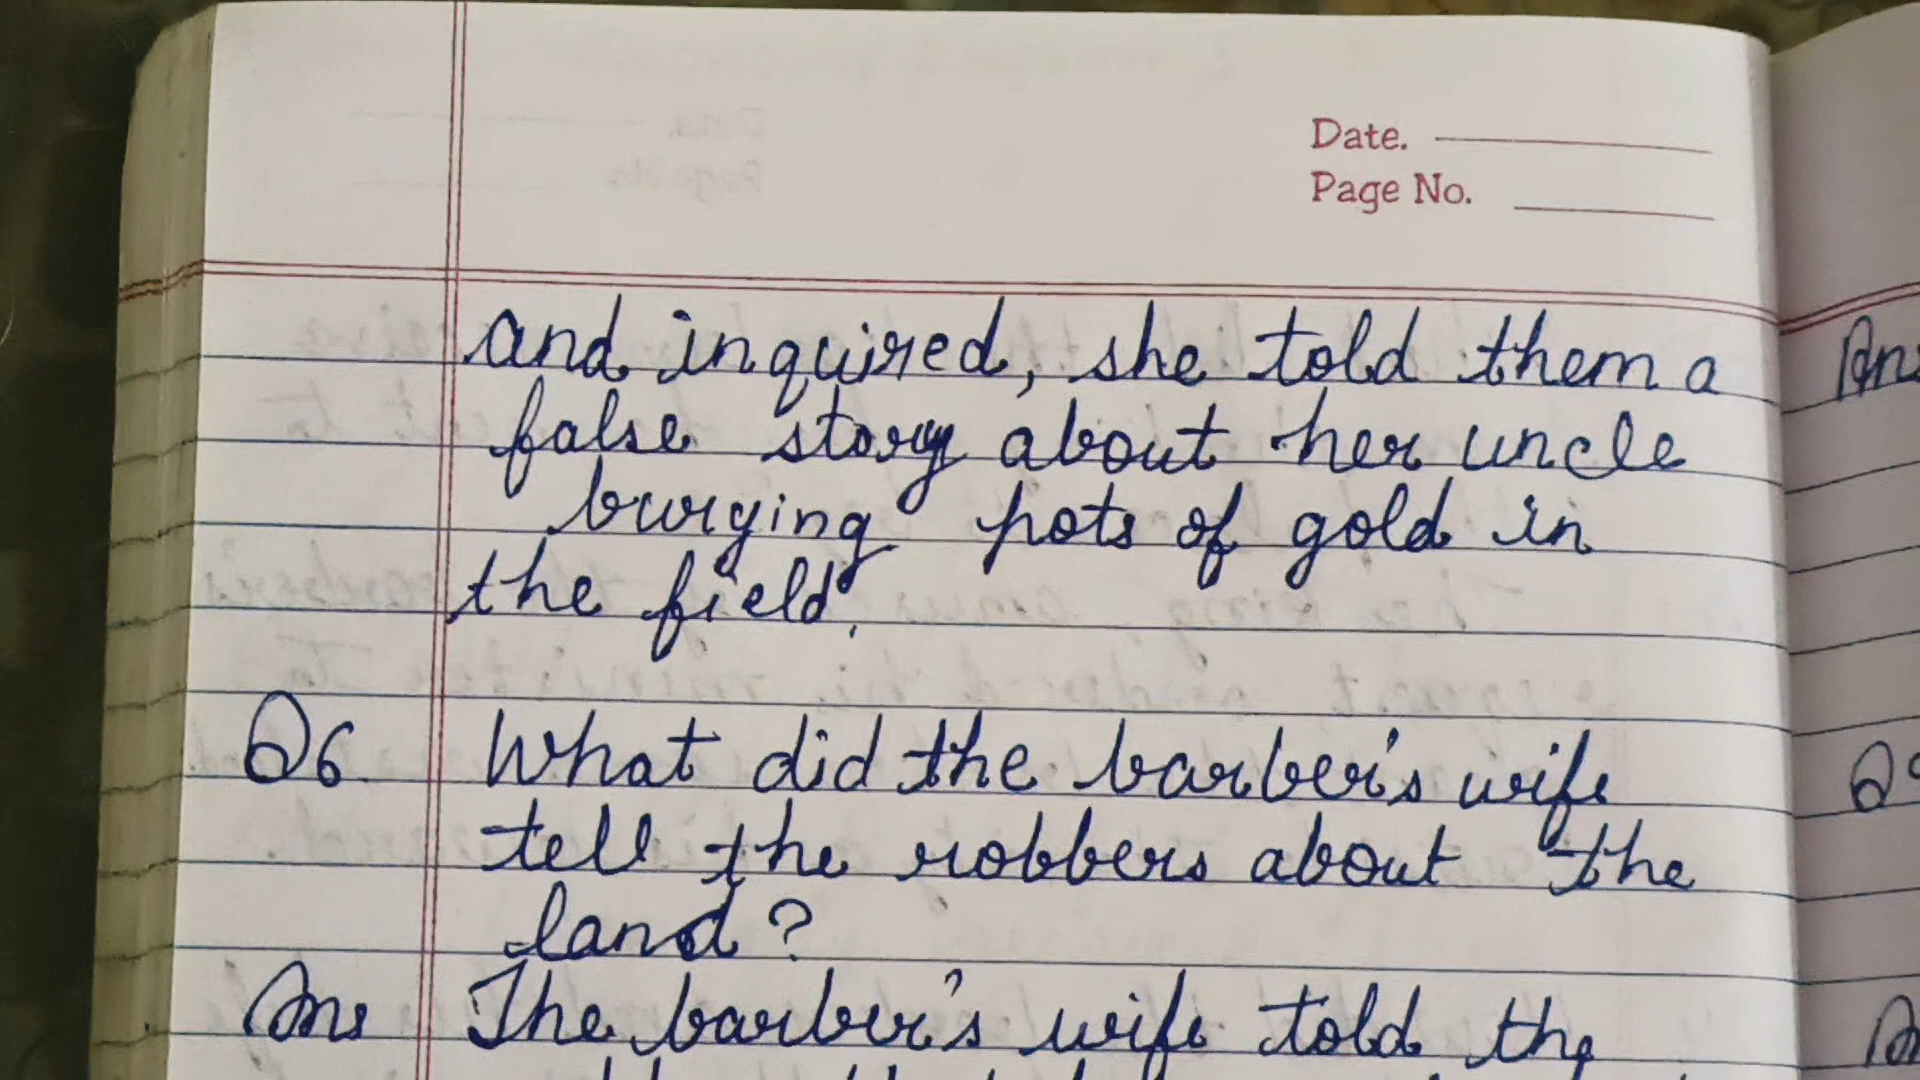 Date.
Page No.
and inquired, she told them a
false story about her uncle
burying pots of gold in
the field.
Q6. What did the barber's wife
tell the robbers about the
land?
Ans The barber's wife told the
Ans